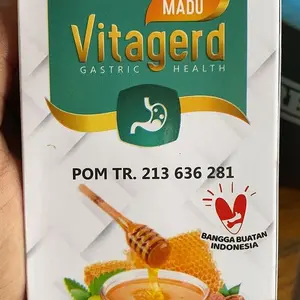 MADU
Vitagerd
GASTRIC HEALTH
POM TR. 213 636 281
BANGGA BUATAN
INDONESIA